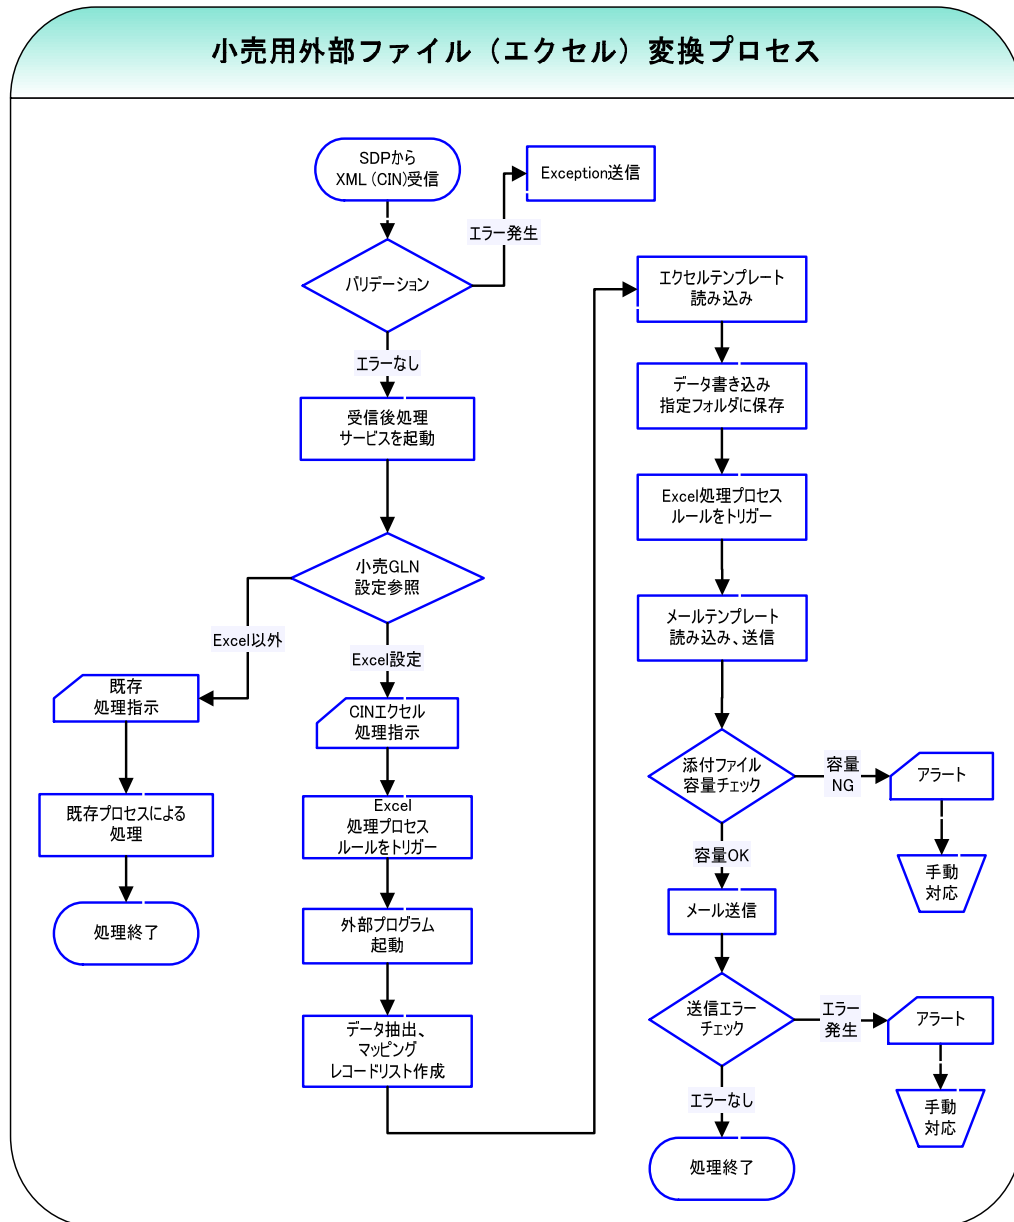 小売用外部ファイル（エクセル）変換プロセス
SDPから
XML (CIN)受信
Exception送信
エラー発生
バリデーション
エラーなし
受信後処理
サービスを起動
小売GLN
設定参照
Excel以外
Excel設定
既存
処理指示
CINエクセル
処理指示
既存プロセスによる
処理
Excel
処理プロセス
ルールをトリガー
処理終了
外部プログラム
起動
データ抽出、
マッピング
レコードリスト作成
エクセルテンプレート
読み込み
データ書き込み
指定フォルダに保存
Excel処理プロセス
ルールをトリガー
メールテンプレート
読み込み、送信
添付ファイル
容量チェック
容量
NG
アラート
手動
対応
容量OK
メール送信
送信エラー
チェック
エラー
発生
アラート
手動
対応
エラーなし
処理終了